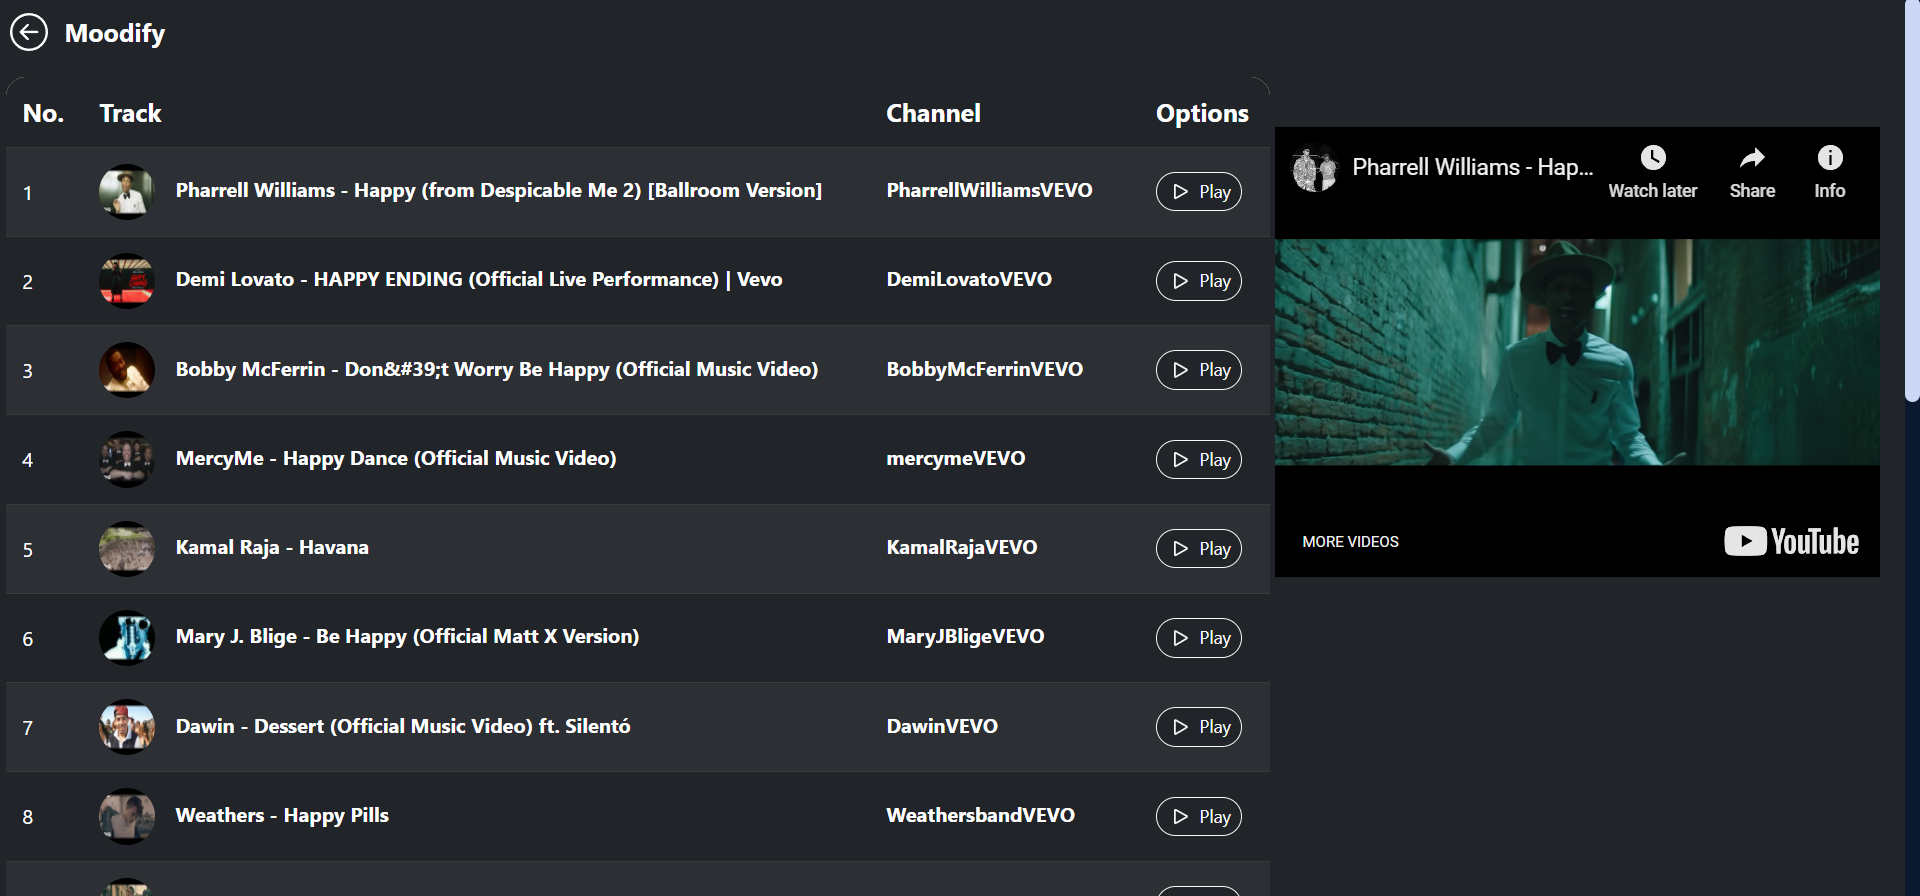 Moodify
No. Track Channel Options
1 Pharrell Williams - Happy (from Despicable Me 2) [Ballroom Version] PharrellWilliamsVEVO Play
2 Demi Lovato - HAPPY ENDING (Official Live Performance) | Vevo DemiLovatoVEVO Play
3 Bobby McFerrin - Don&#39;t Worry Be Happy (Official Music Video) BobbyMcFerrinVEVO Play
4 MercyMe - Happy Dance (Official Music Video) mercymeVEVO Play
5 Kamal Raja - Havana KamalRajaVEVO Play
6 Mary J. Blige - Be Happy (Official Matt X Version) MaryJBligeVEVO Play
7 Dawin - Dessert (Official Music Video) ft. Silentó DawinVEVO Play
8 Weathers - Happy Pills WeathersbandVEVO Play
Pharrell Williams - Hap...
Watch later Share Info
MORE VIDEOS YouTube